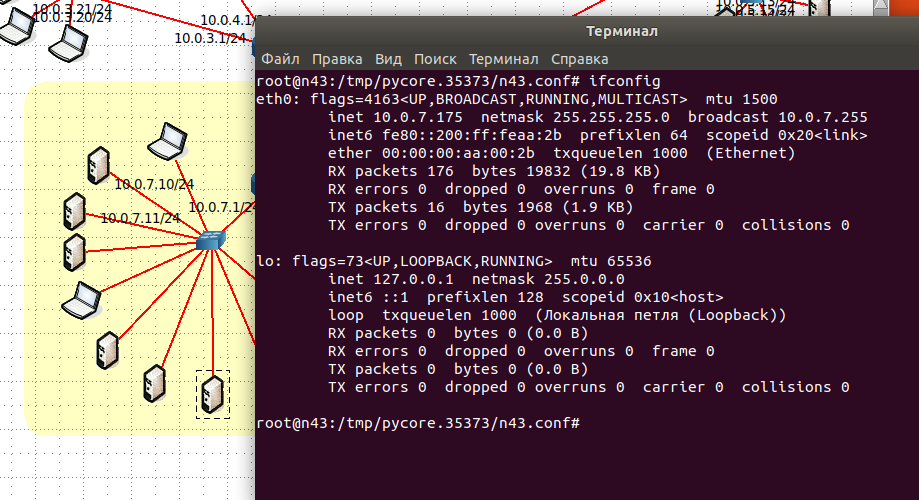 10.0.3.21/24
10.0.3.20/24
10.0.4.1/24
10.0.3.1/24
Терминал
Файл Правка Вид Поиск Терминал Справка
root@n43:/tmp/pycore.35373/n43.conf# ifconfig
eth0: flags=4163<UP,BROADCAST,RUNNING,MULTICAST>  mtu 1500
        inet 10.0.7.175  netmask 255.255.255.0  broadcast 10.0.7.255
        inet6 fe80::200:ff:feaa:2b  prefixlen 64  scopeid 0x20<link>
        ether 00:00:00:aa:00:2b  txqueuelen 1000  (Ethernet)
        RX packets 176  bytes 19832 (19.8 KB)
        RX errors 0  dropped 0  overruns 0  frame 0
        TX packets 16  bytes 1968 (1.9 KB)
        TX errors 0  dropped 0 overruns 0  carrier 0  collisions 0
lo: flags=73<UP,LOOPBACK,RUNNING>  mtu 65536
        inet 127.0.0.1  netmask 255.0.0.0
        inet6 ::1  prefixlen 128  scopeid 0x10<host>
        loop  txqueuelen 1000  (Локальная петля (Loopback))
        RX packets 0  bytes 0 (0.0 B)
        RX errors 0  dropped 0  overruns 0  frame 0
        TX packets 0  bytes 0 (0.0 B)
        TX errors 0  dropped 0 overruns 0  carrier 0  collisions 0
root@n43:/tmp/pycore.35373/n43.conf#
10.0.7.10/24
10.0.7.1/24
10.0.7.11/24